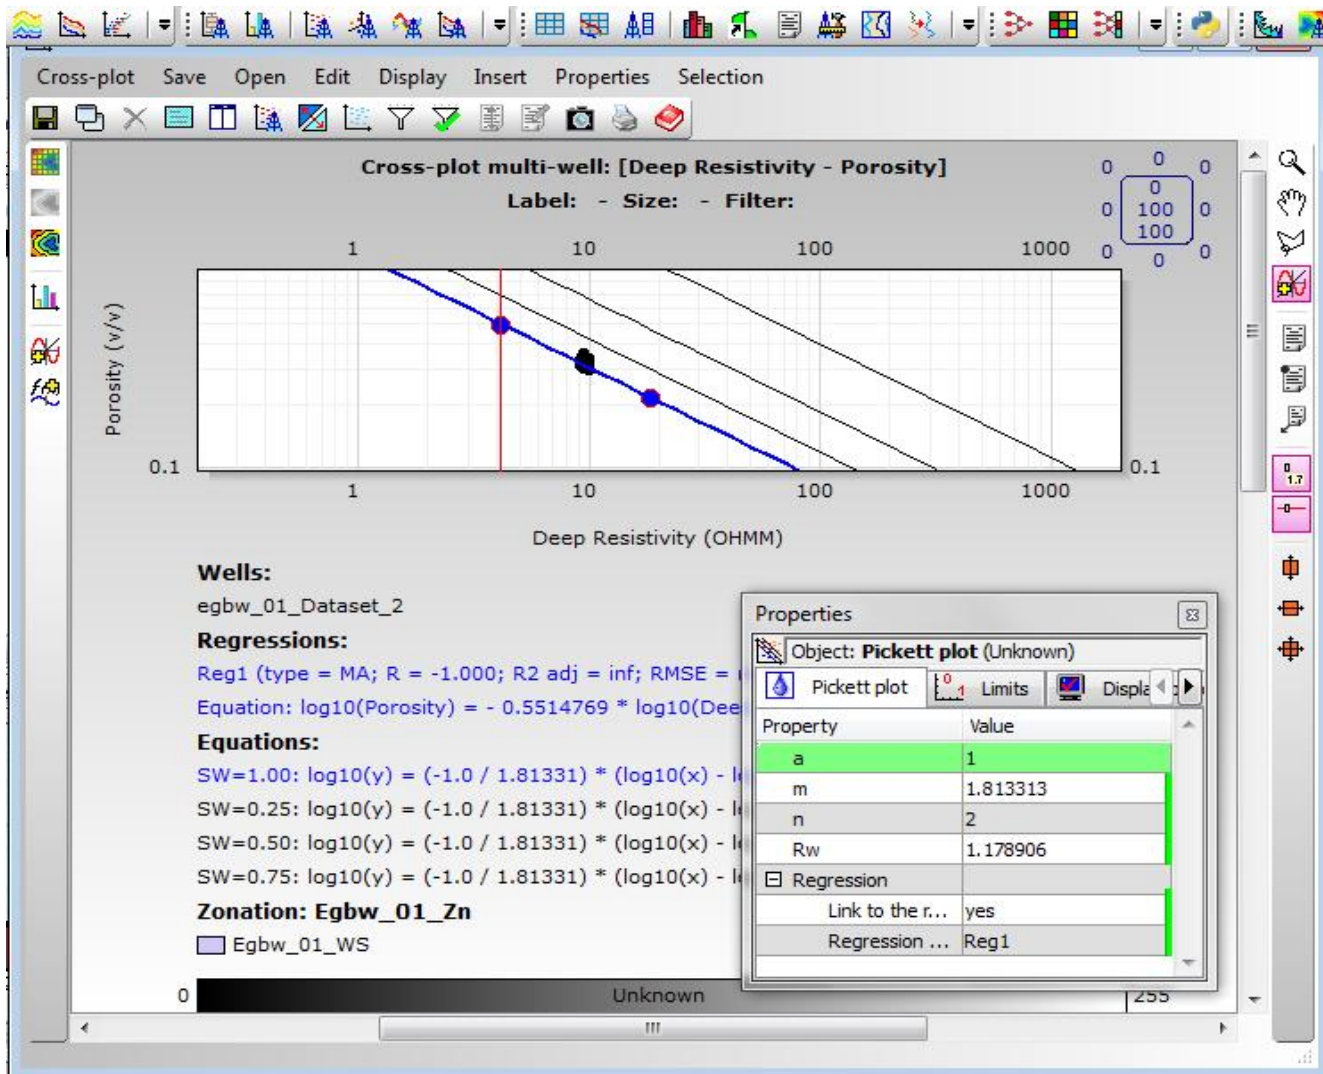 Cross-plot Save Open Edit Display Insert Properties Selection
Cross-plot multi-well: [Deep Resistivity - Porosity]
Label: - Size: - Filter:
0 0 0
0
0 100 0
100
0 0 0
1 10 100 1000
Porosity (v/v)
0.1 0.1
1 10 100 1000
Deep Resistivity (OHMM)
Wells:
egbw_01_Dataset_2
Regressions:
Reg1 (type = MA; R = -1.000; R2 adj = inf; RMSE =
Equation: log10(Porosity) = - 0.5514769 * log10(Dee
Equations:
SW=1.00: log10(y) = (-1.0 / 1.81331) * (log10(x) - l
SW=0.25: log10(y) = (-1.0 / 1.81331) * (log10(x) - l
SW=0.50: log10(y) = (-1.0 / 1.81331) * (log10(x) - l
SW=0.75: log10(y) = (-1.0 / 1.81331) * (log10(x) - l
Zonation: Egbw_01_Zn
Egbw_01_WS
0 Unknown 255
Properties
Object: Pickett plot (Unknown)
Pickett plot Limits Displa
Property Value
a 1
m 1.813313
n 2
Rw 1.178906
Regression
Link to the r... yes
Regression ... Reg1